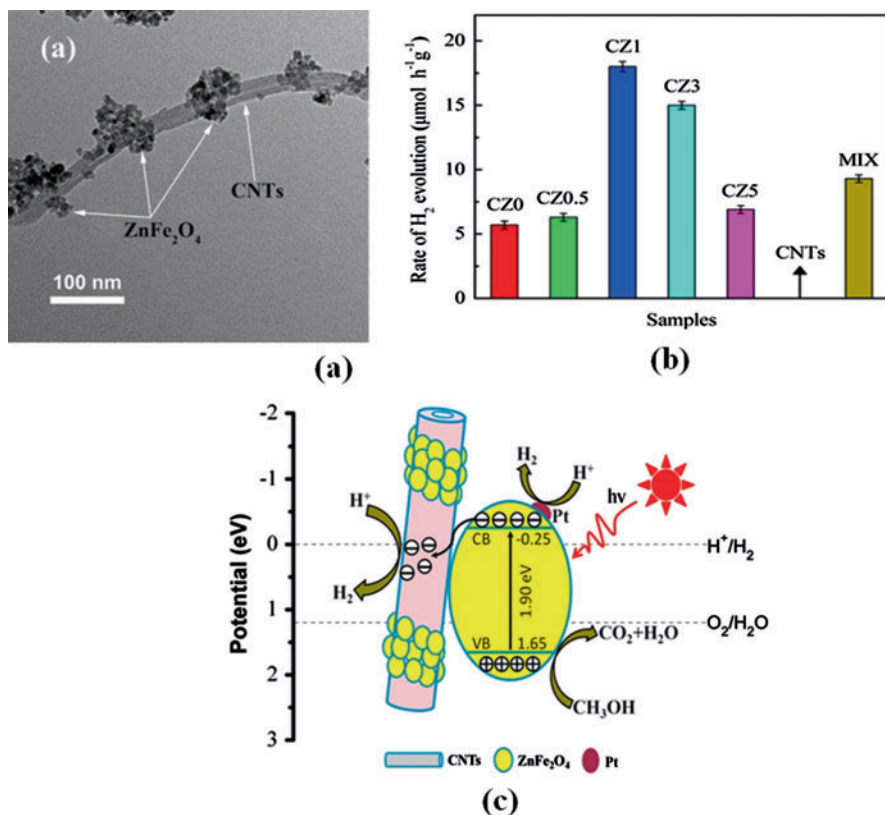 (a)
CNTs
ZnFe₂O₄
100 nm
(a)
Rate of H₂ evolution (μmol h⁻¹g⁻¹)
20
15
10
5
0
CZ0
CZ0.5
CZ1
CZ3
CZ5
CNTs
MIX
Samples
(b)
Potential (eV)
-2
-1
0
1
2
3
H⁺
H₂
H₂
H⁺
Pt
hν
CB
-0.25
1.90 eV
VB
1.65
H⁺/H₂
O₂/H₂O
CO₂+H₂O
CH₃OH
CNTs
ZnFe₂O₄
Pt
(c)